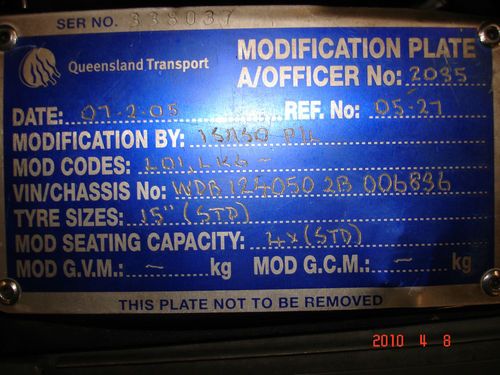 SER NO. 338037
Queensland Transport
MODIFICATION PLATE
A/OFFICER No: 2035
DATE: 07-2-05 REF. No: 05-27
MODIFICATION BY: P/L
MOD CODES: LO1, LK6 -
VIN/CHASSIS No: WDB 124050 2B 006836
TYRE SIZES: 15" (STD)
MOD SEATING CAPACITY: 4x (STD)
MOD G.V.M.: ~ kg MOD G.C.M.: ~ kg
THIS PLATE NOT TO BE REMOVED
2010 4 8